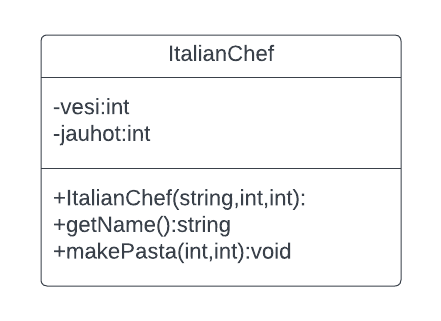 ItalianChef
-vesi:int
-jauhot:int
+ItalianChef(string,int,int):
+getName():string
+makePasta(int,int):void